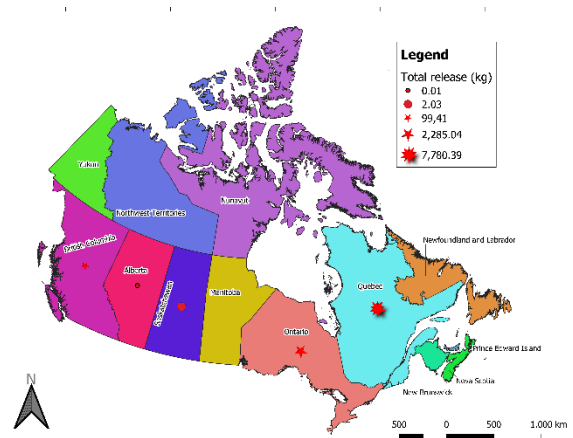 Legend
Total release (kg)
0.01
2.03
99,41
2,285.04
7,780.39
Yukon
Northwest Territories
Nunavut
British Columbia
Alberta
Saskatchewan
Manitoba
Ontario
Quebec
Newfoundland and Labrador
Prince Edward Island
Nova Scotia
New Brunswick
N
500 0 500 1.000 km